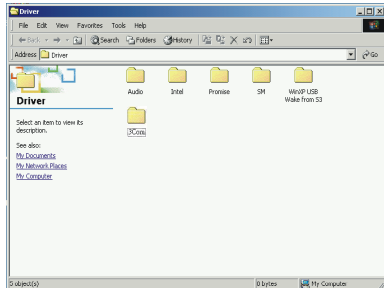 Driver
File Edit View Favorites Tools Help
Back Search Folders History
Address Driver Go
Driver
Select an item to view its
description.
See also:
My Documents
My Network Places
My Computer
Audio Intel Promise SM WinXP USB
Wake from S3
3Com
5 object(s) 0 bytes My Computer